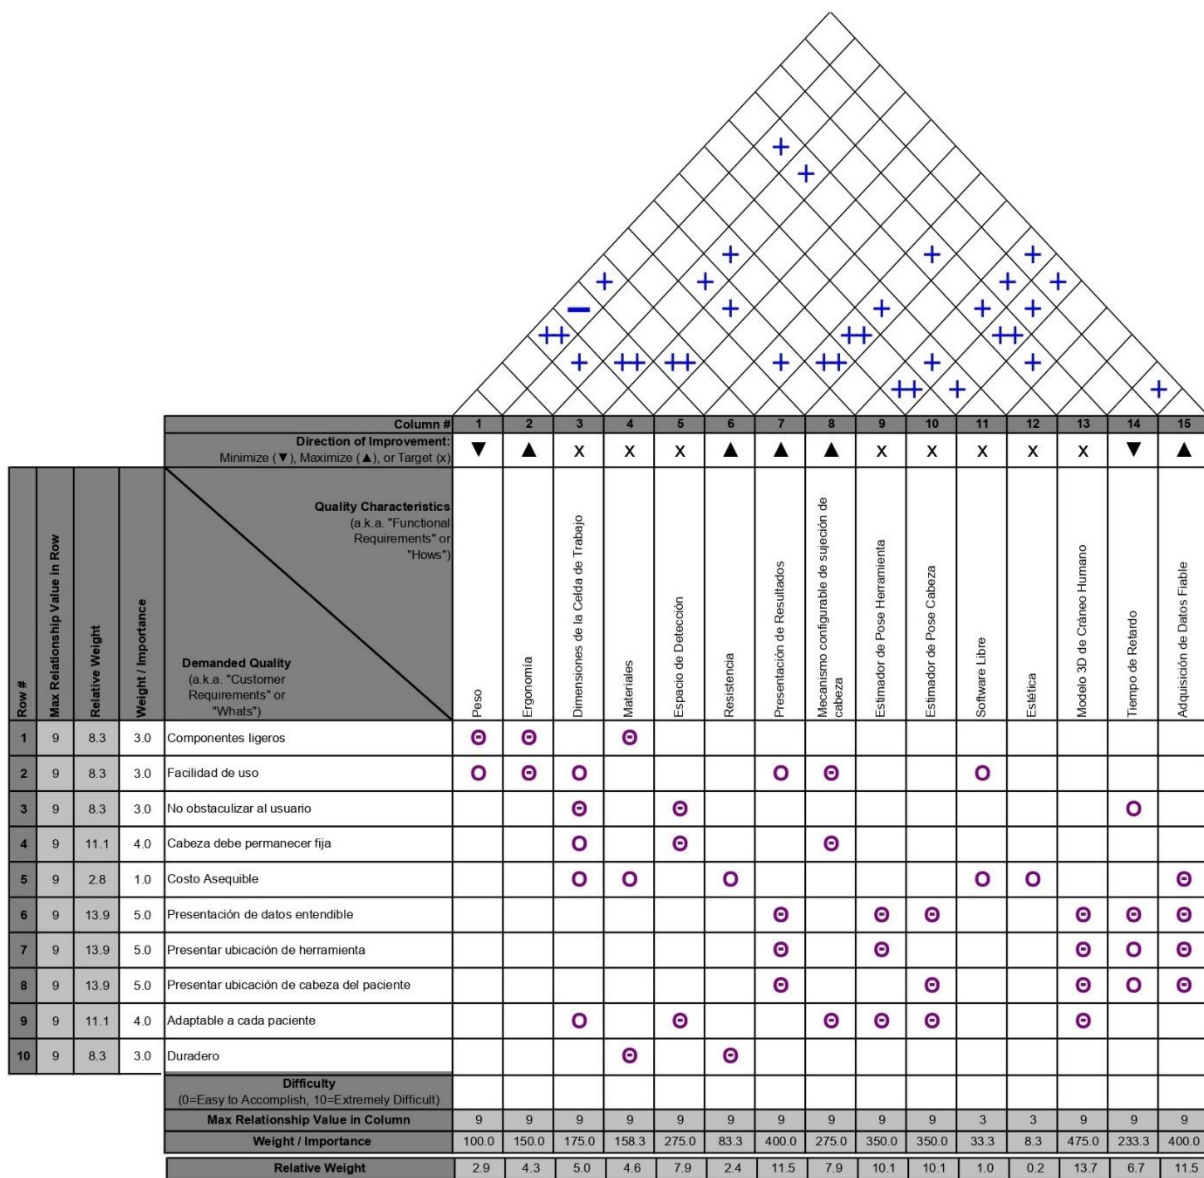 +
+
+ + +
+ + + +
− + + + +
++ ++ ++
+ ++ ++ + ++ + +
++ + +
Column # 1 2 3 4 5 6 7 8 9 10 11 12 13 14 15
Direction of Improvement:
Minimize (▼), Maximize (▲), or Target (x) ▼ ▲ x x x ▲ ▲ ▲ x x x x x ▼ ▲
Row #
Max Relationship Value in Row
Relative Weight
Weight / Importance
Quality Characteristics
(a.k.a. "Functional
Requirements" or
"Hows")
Demanded Quality
(a.k.a. "Customer
Requirements" or
"Whats")
Peso
Ergonomía
Dimensiones de la Celda de Trabajo
Materiales
Espacio de Detección
Resistencia
Presentación de Resultados
Mecanismo configurable de sujeción de
cabeza
Estimador de Pose Herramienta
Estimador de Pose Cabeza
Software Libre
Estética
Modelo 3D de Cráneo Humano
Tiempo de Retardo
Adquisición de Datos Fiable
1 9 8.3 3.0 Componentes ligeros Θ Θ Θ
2 9 8.3 3.0 Facilidad de uso O Θ O O Θ O
3 9 8.3 3.0 No obstaculizar al usuario Θ Θ O
4 9 11.1 4.0 Cabeza debe permanecer fija O Θ Θ
5 9 2.8 1.0 Costo Asequible O O O O O Θ
6 9 13.9 5.0 Presentación de datos entendible Θ Θ Θ Θ Θ Θ
7 9 13.9 5.0 Presentar ubicación de herramienta Θ Θ Θ O Θ
8 9 13.9 5.0 Presentar ubicación de cabeza del paciente Θ Θ Θ O Θ
9 9 11.1 4.0 Adaptable a cada paciente O Θ Θ Θ Θ Θ
10 9 8.3 3.0 Duradero Θ Θ
Difficulty
(0=Easy to Accomplish, 10=Extremely Difficult)
Max Relationship Value in Column 9 9 9 9 9 9 9 9 9 9 3 3 9 9 9
Weight / Importance 100.0 150.0 175.0 158.3 275.0 83.3 400.0 275.0 350.0 350.0 33.3 8.3 475.0 233.3 400.0
Relative Weight 2.9 4.3 5.0 4.6 7.9 2.4 11.5 7.9 10.1 10.1 1.0 0.2 13.7 6.7 11.5